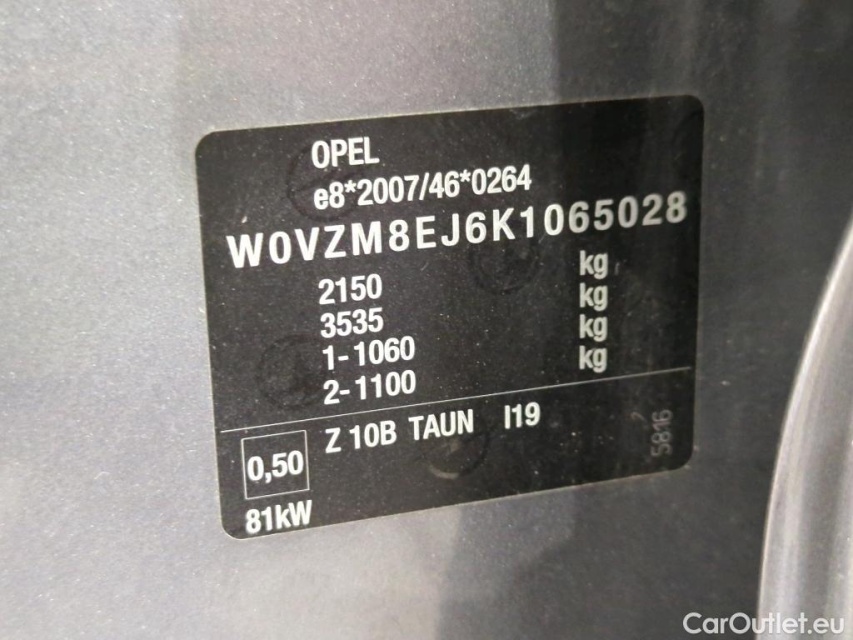 OPEL
e8*2007/46*0264
W0VZM8EJ6K1065028
2150 kg
3535 kg
1-1060 kg
2-1100 kg
Z 10B TAUN I19
0,50
81kW
5816
CarOutlet.eu